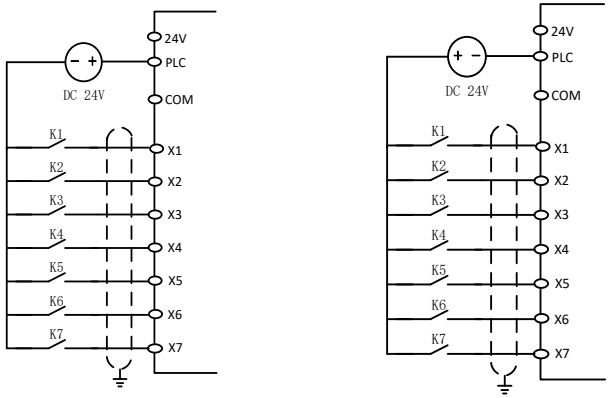 24V
- +
PLC
DC 24V
COM
K1
X1
K2
X2
K3
X3
K4
X4
K5
X5
K6
X6
K7
X7
24V
+ -
PLC
DC 24V
COM
K1
X1
K2
X2
K3
X3
K4
X4
K5
X5
K6
X6
K7
X7